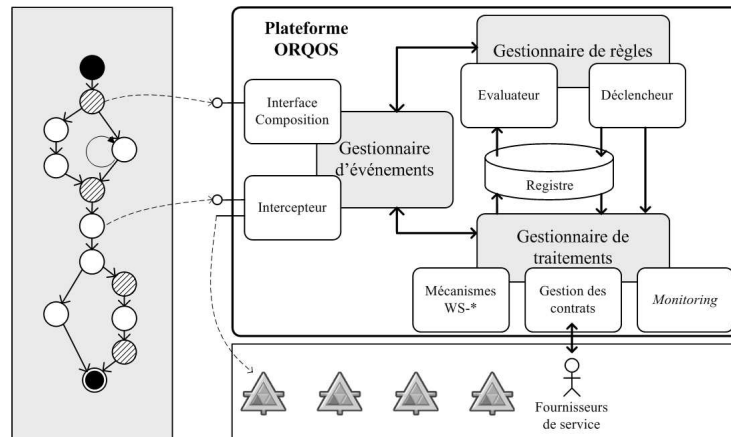 Plateforme
ORQOS
Gestionnaire de règles
Evaluateur
Déclencheur
Interface
Composition
Gestionnaire
d'événements
Registre
Intercepteur
Gestionnaire de
traitements
Mécanismes
WS-*
Gestion des
contrats
Monitoring
Fournisseurs
de service